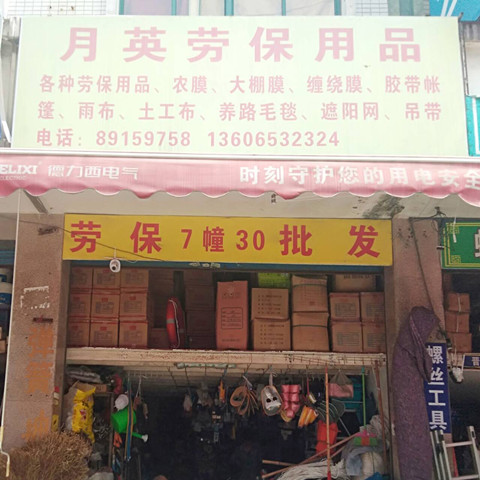 月英劳保用品
各种劳保用品、农膜、大棚膜、缠绕膜、胶带帐
篷、雨布、土工布、养路毛毯、遮阳网、吊带
电话：89159758 13606532324
ELIXI 德力西电气 时刻守护您的用电安全
劳保7幢30批发
螺丝工具